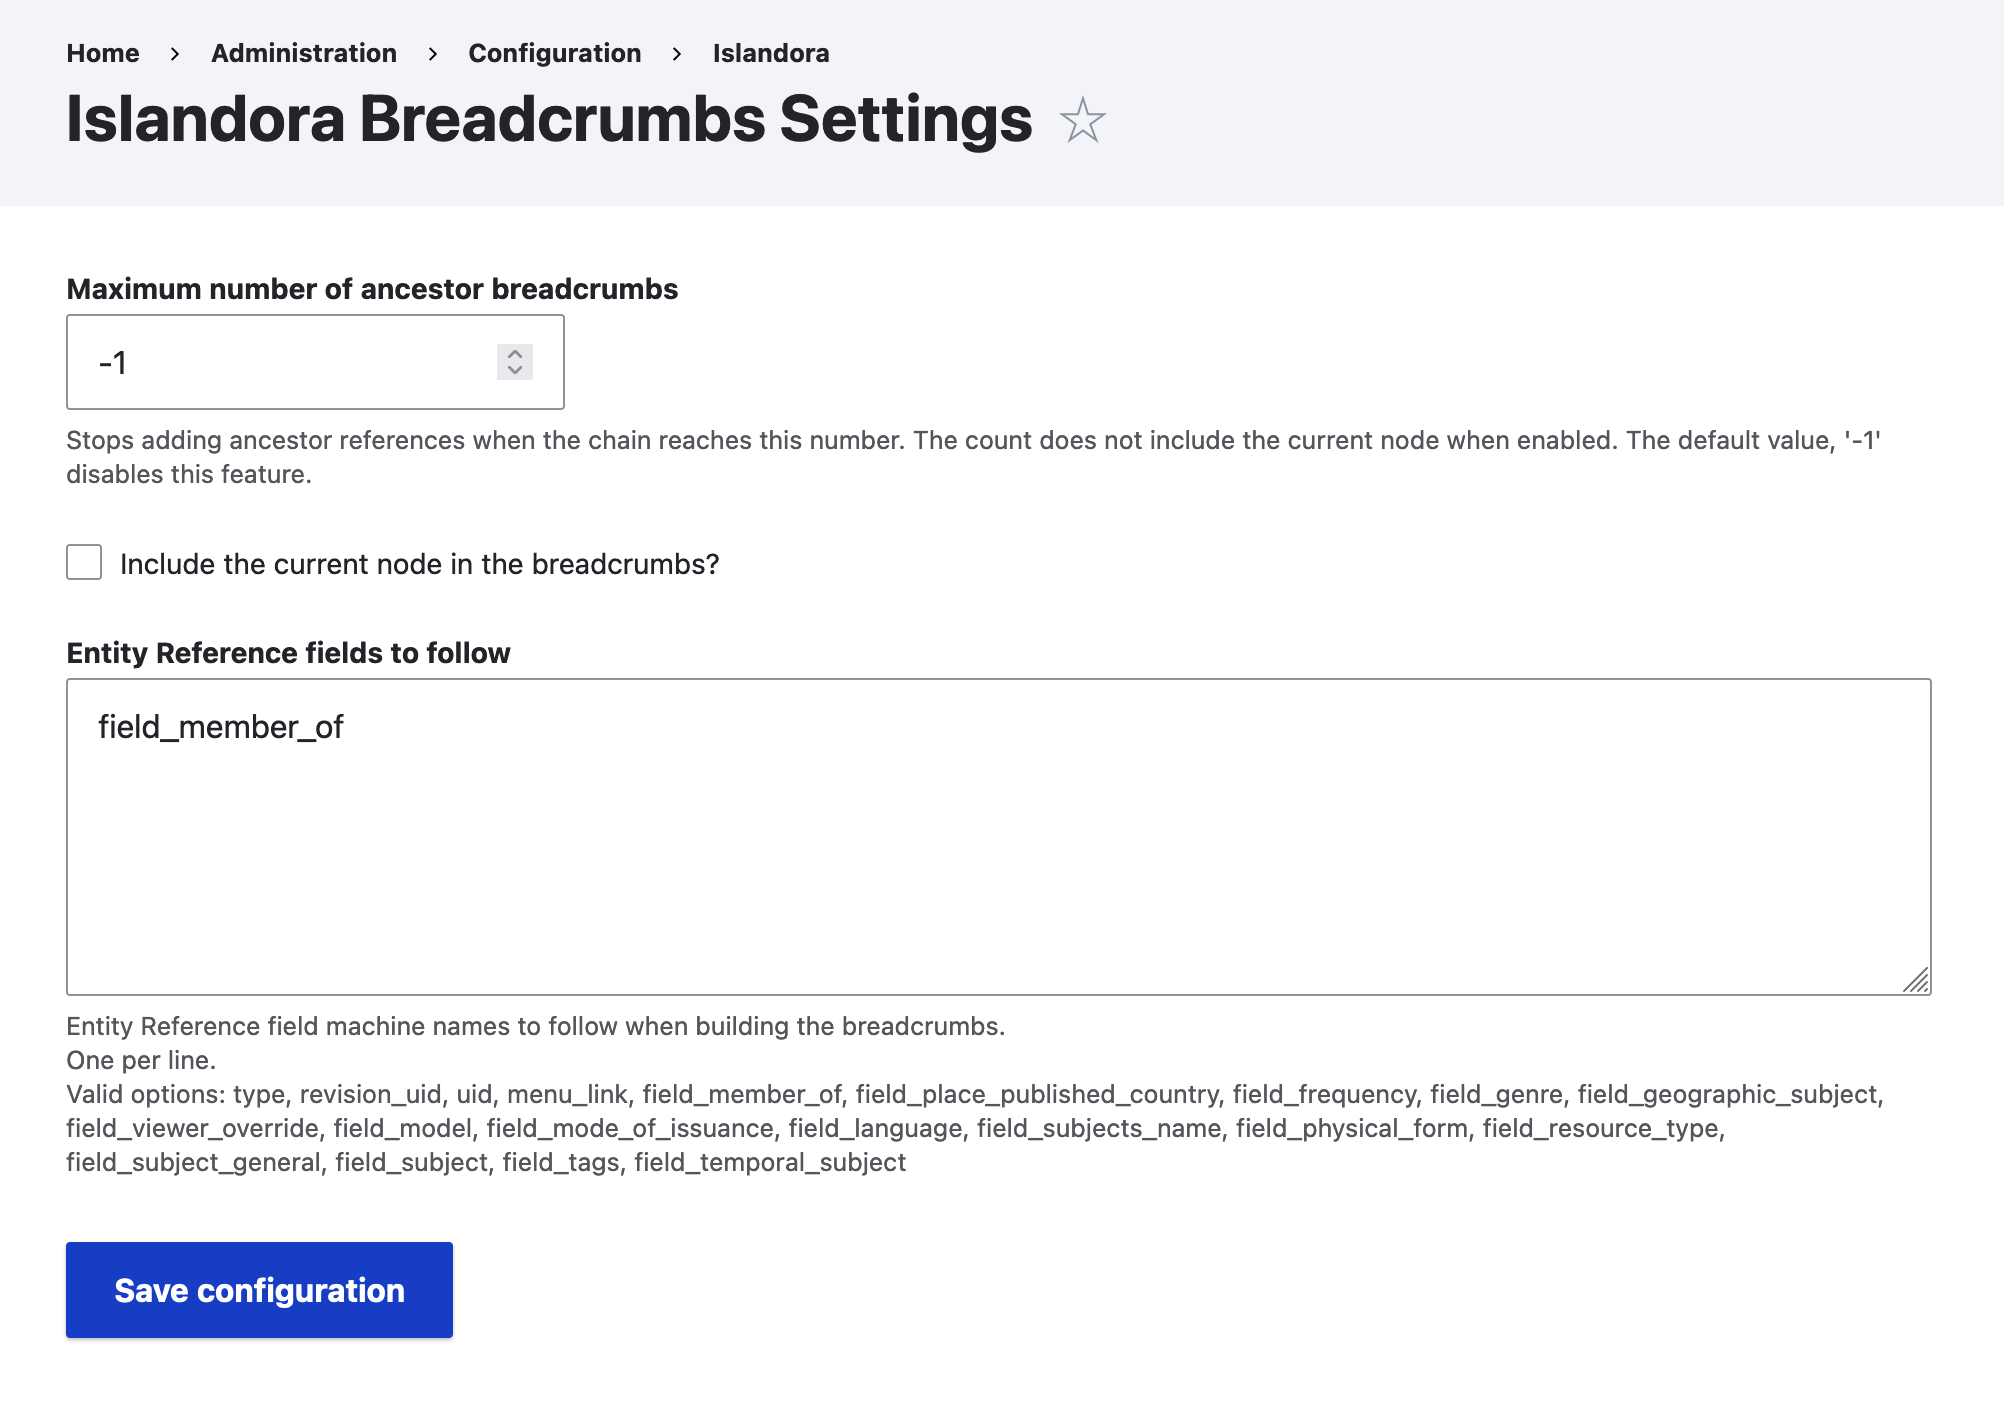 Home > Administration > Configuration > Islandora
Islandora Breadcrumbs Settings
Maximum number of ancestor breadcrumbs
-1
Stops adding ancestor references when the chain reaches this number. The count does not include the current node when enabled. The default value, '-1'
disables this feature.
Include the current node in the breadcrumbs?
Entity Reference fields to follow
field_member_of
Entity Reference field machine names to follow when building the breadcrumbs.
One per line.
Valid options: type, revision_uid, uid, menu_link, field_member_of, field_place_published_country, field_frequency, field_genre, field_geographic_subject,
field_viewer_override, field_model, field_mode_of_issuance, field_language, field_subjects_name, field_physical_form, field_resource_type,
field_subject_general, field_subject, field_tags, field_temporal_subject
Save configuration